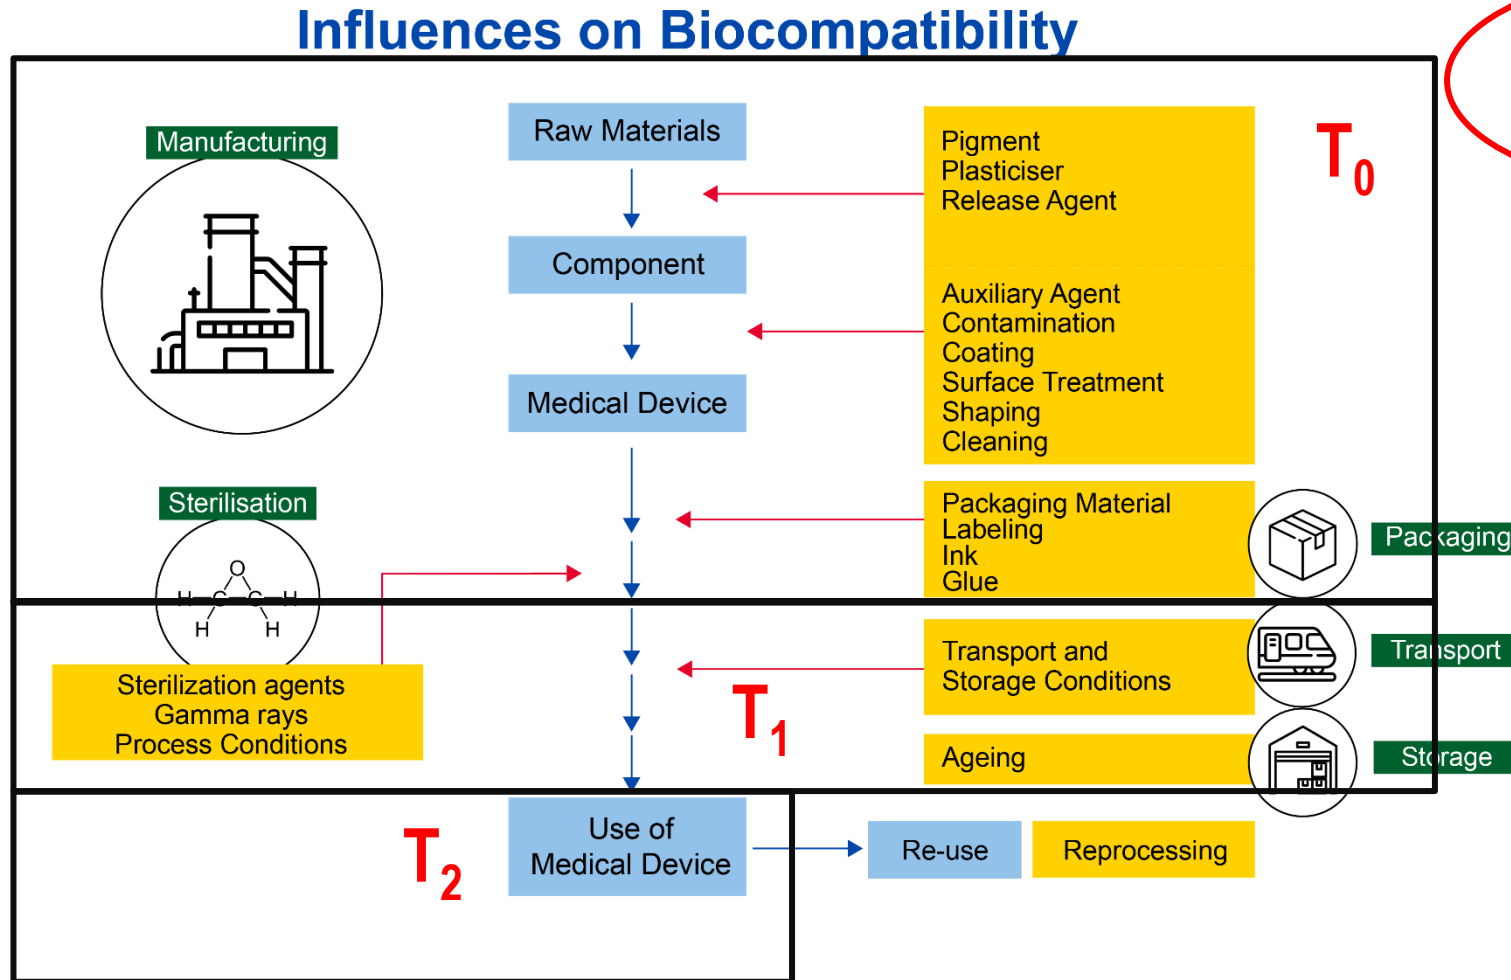 Influences on Biocompatibility
Manufacturing
Raw Materials
Pigment
Plasticiser
Release Agent
T0
Component
Auxiliary Agent
Contamination
Coating
Surface Treatment
Shaping
Cleaning
Medical Device
Sterilisation
Packaging Material
Labeling
Ink
Glue
Packaging
O
H C C H
H H
Sterilization agents
Gamma rays
Process Conditions
T1
Transport and
Storage Conditions
Transport
Ageing
Storage
T2
Use of
Medical Device
Re-use
Reprocessing